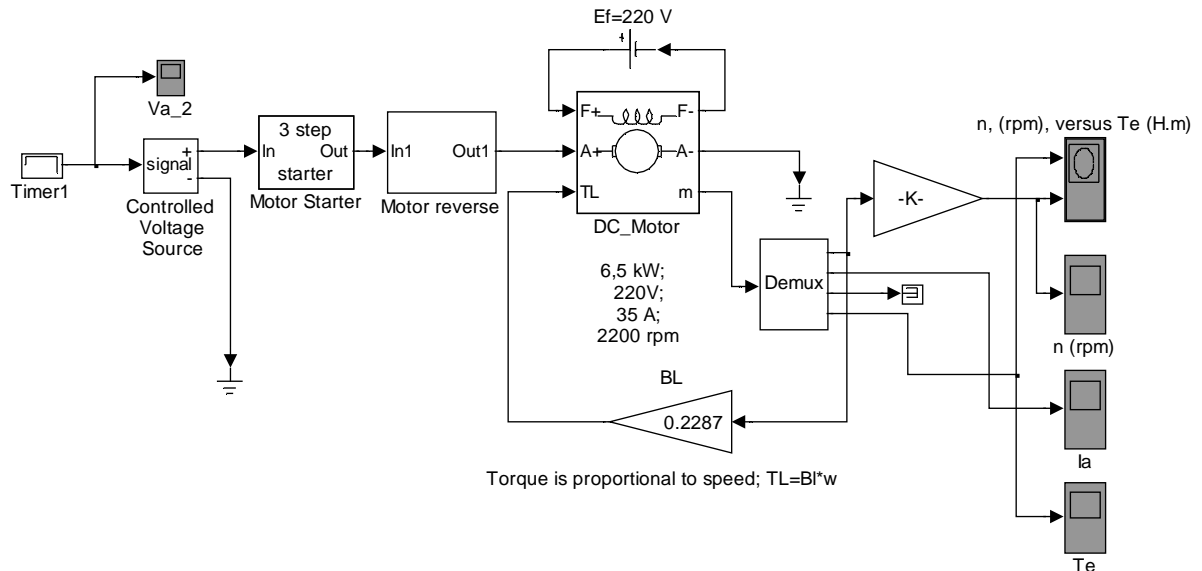 Ef=220 V
+
Va_2
F+
F-
n, (rpm), versus Te (H.m)
3 step
starter
In
Out
In1
Out1
A+
A-
signal
+
-
TL
m
Timer1
Motor Starter
Motor reverse
DC_Motor
Controlled
Voltage
Source
-K-
6,5 kW;
220V;
35 A;
2200 rpm
Demux
n (rpm)
BL
0.2287
Ia
Torque is proportional to speed; TL=Bl*w
Te